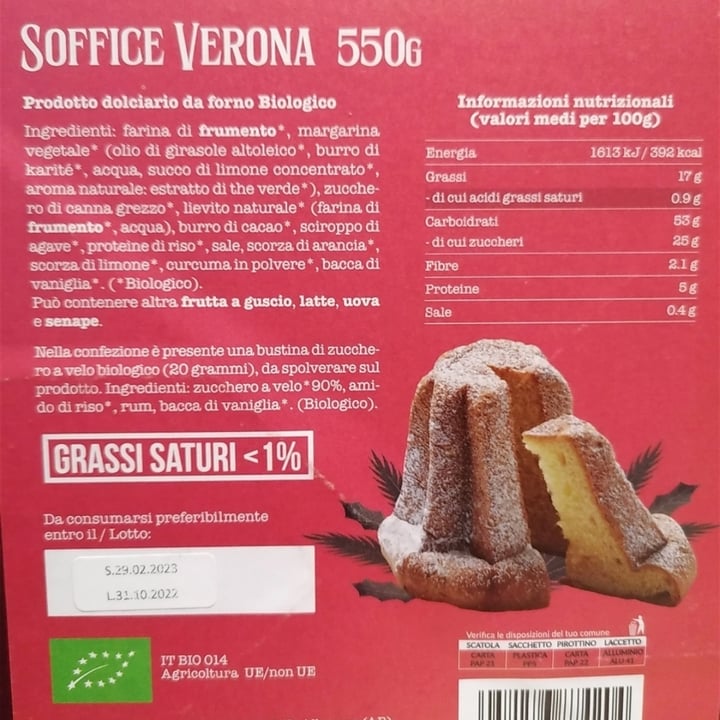 SOFFICE VERONA 550G
Prodotto dolciario da forno Biologico
Ingredienti: farina di frumento*, margarina
vegetale* (olio di girasole altoleico*, burro di
karité*, acqua, succo di limone concentrato*,
aroma naturale: estratto di the verde*), zucche-
ro di canna grezzo*, lievito naturale* (farina di
frumento*, acqua), burro di cacao*, sciroppo di
agave*, proteine di riso*, sale, scorza di arancia*,
scorza di limone*, curcuma in polvere*, bacca di
vaniglia*. (*Biologico).
Può contenere altra frutta a guscio, latte, uova
e senape.
Nella confezione è presente una bustina di zucche-
ro a velo biologico (20 grammi), da spolverare sul
prodotto. Ingredienti: zucchero a velo*90%, ami-
do di riso*, rum, bacca di vaniglia*. (Biologico).
GRASSI SATURI <1%
Da consumarsi preferibilmente
entro il / Lotto:
S.29.02.2023
L.31.10.2022
IT BIO 014
Agricoltura UE/non UE
Informazioni nutrizionali
(valori medi per 100g)
Energia 1613 kJ / 392 kcal
Grassi 17 g
- di cui acidi grassi saturi 0.9 g
Carboidrati 53 g
- di cui zuccheri 25 g
Fibre 2.1 g
Proteine 5 g
Sale 0.4 g
Verifica le disposizioni del tuo comune
SCATOLA SACCHETTO PIROTTINO LACCETTO
CARTA PLASTICA CARTA ALLUMINIO
PAP 21 PP5 PAP 22 ALU 41